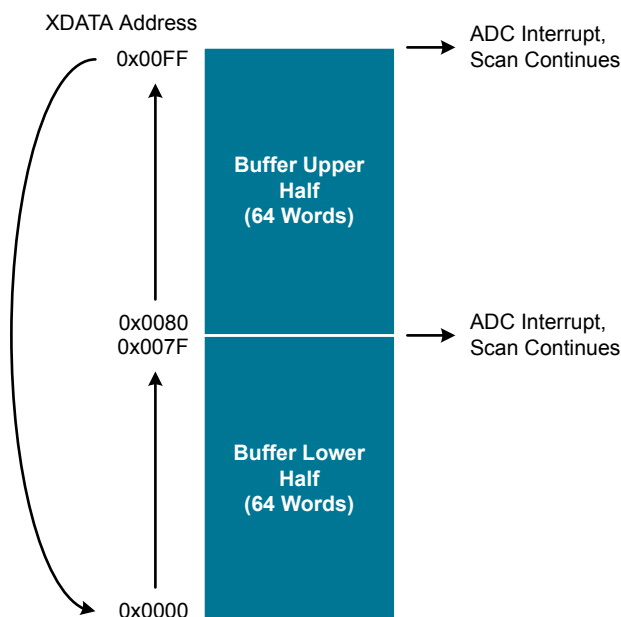 XDATA Address
0x00FF
ADC Interrupt,
Scan Continues
Buffer Upper
Half
(64 Words)
0x0080
0x007F
ADC Interrupt,
Scan Continues
Buffer Lower
Half
(64 Words)
0x0000